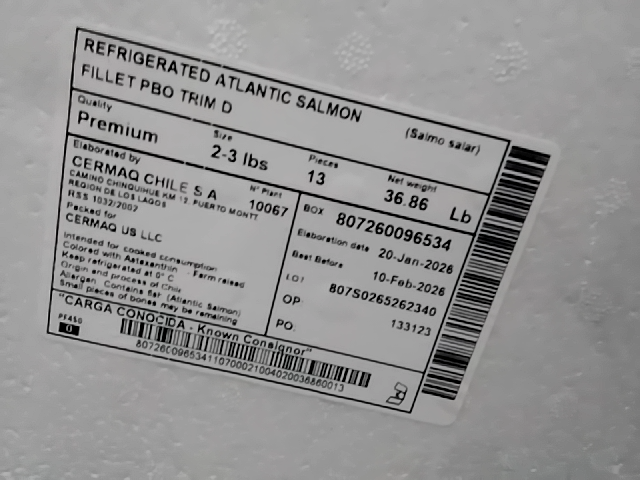 REFRIGERATED ATLANTIC SALMON (Salmo salar)
FILLET PBO TRIM D
Quality Size Pieces Net weight
Premium 2-3 lbs 13 36.86 Lb
Elaborated by
CERMAQ CHILE S A N° Plant
CAMINO CHINQUIHUE KM 12, PUERTO MONTT 10067
REGION DE LOS LAGOS
RSS 1032/2007
Packed for
CERMAQ US LLC
Intended for cooked consumption
Colored with Astaxanthin - Farm raised
Keep refrigerated at 0° C
Origin and process of Chile
Allergen. Contains (Atlantic Salmon)
Small pieces of bones may be remaining
BOX 807260096534
Elaboration date 20-Jan-2026
Best Before 10-Feb-2026
LOT 807S0265262340
OP: 133123
PO:
"CARGA CONOCIDA - Known Consignor"
0